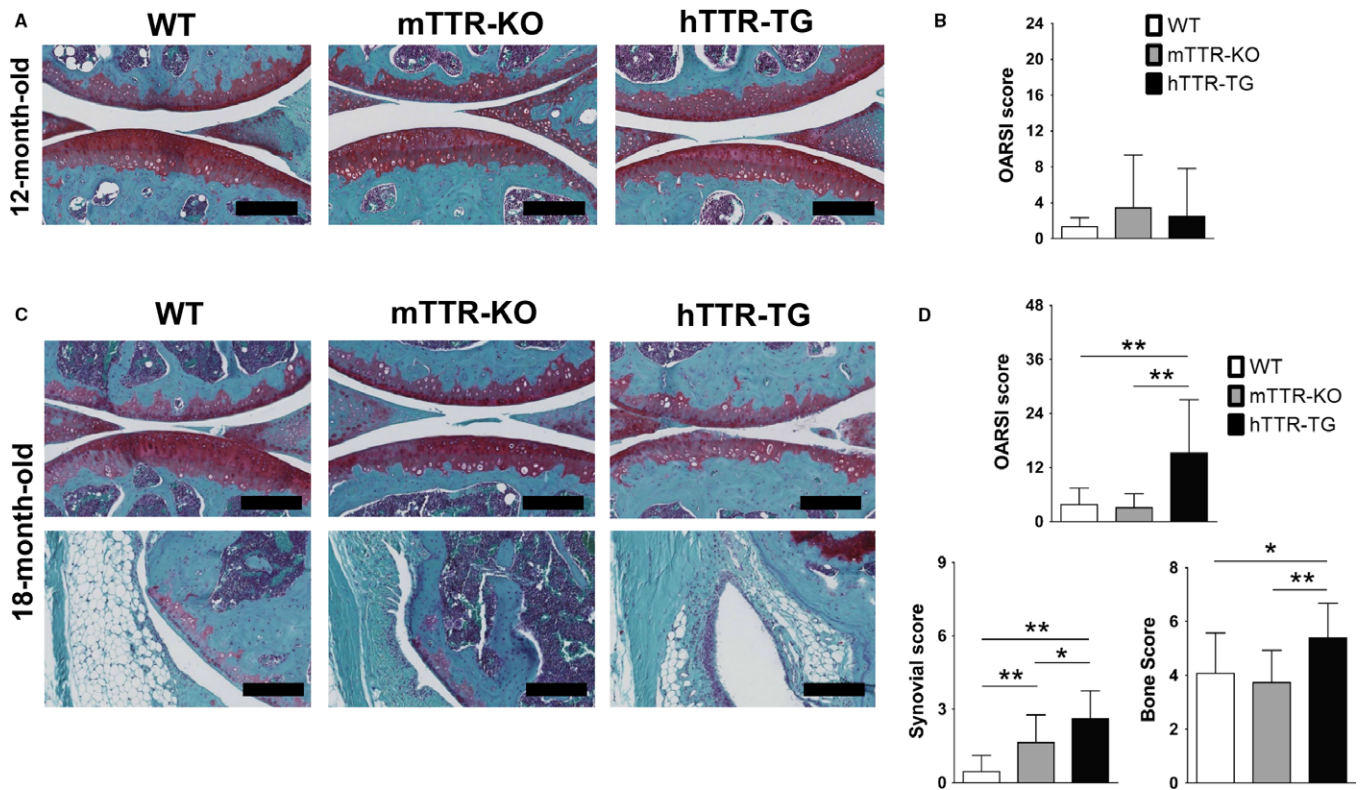 A
WT
mTTR-KO
hTTR-TG
12-month-old
B
24
20
16
12
8
4
0
OARSI score
WT
mTTR-KO
hTTR-TG
C
WT
mTTR-KO
hTTR-TG
18-month-old
D
48
36
24
12
0
OARSI score
**
**
WT
mTTR-KO
hTTR-TG
9
6
3
0
Synovial score
**
*
**
8
6
4
2
0
Bone Score
*
**